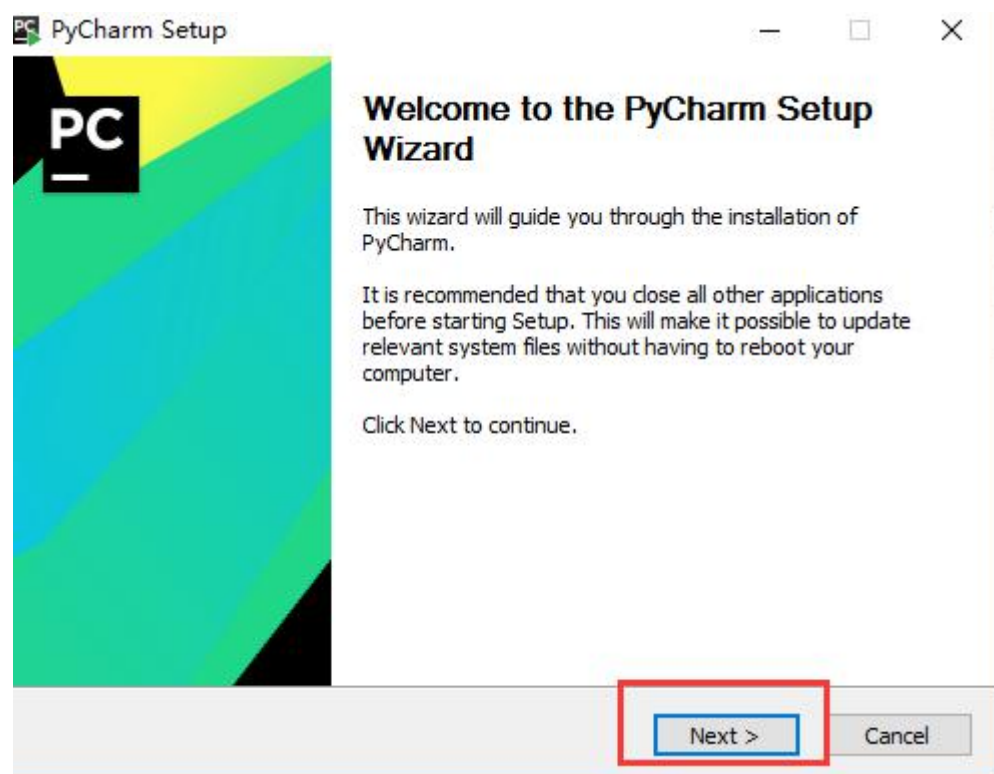 PC PyCharm Setup
PC
Welcome to the PyCharm Setup
Wizard
This wizard will guide you through the installation of
PyCharm.
It is recommended that you close all other applications
before starting Setup. This will make it possible to update
relevant system files without having to reboot your
computer.
Click Next to continue.
Next >
Cancel